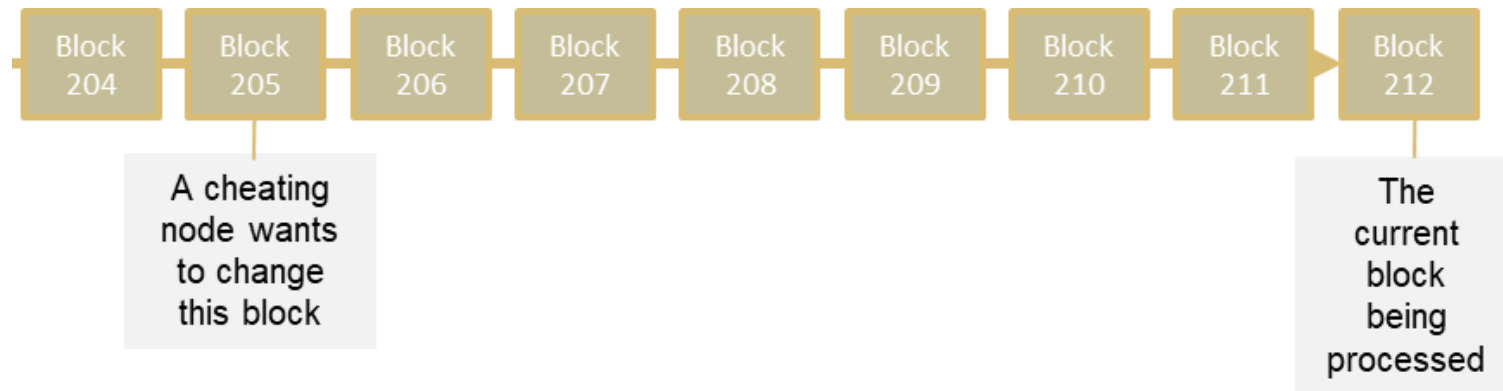 Block
204
Block
205
Block
206
Block
207
Block
208
Block
209
Block
210
Block
211
Block
212
A cheating
node wants
to change
this block
The
current
block
being
processed